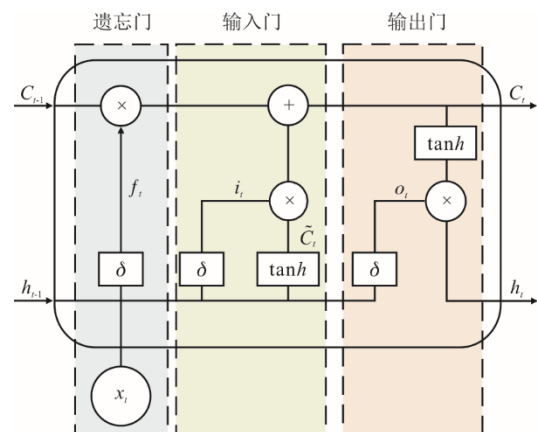 遗忘门 输入门 输出门
C_{t-1} × + C_t
tanh
f_t i_t × o_t ×
C̃_t
δ δ tanh δ
h_{t-1} h_t
x_t